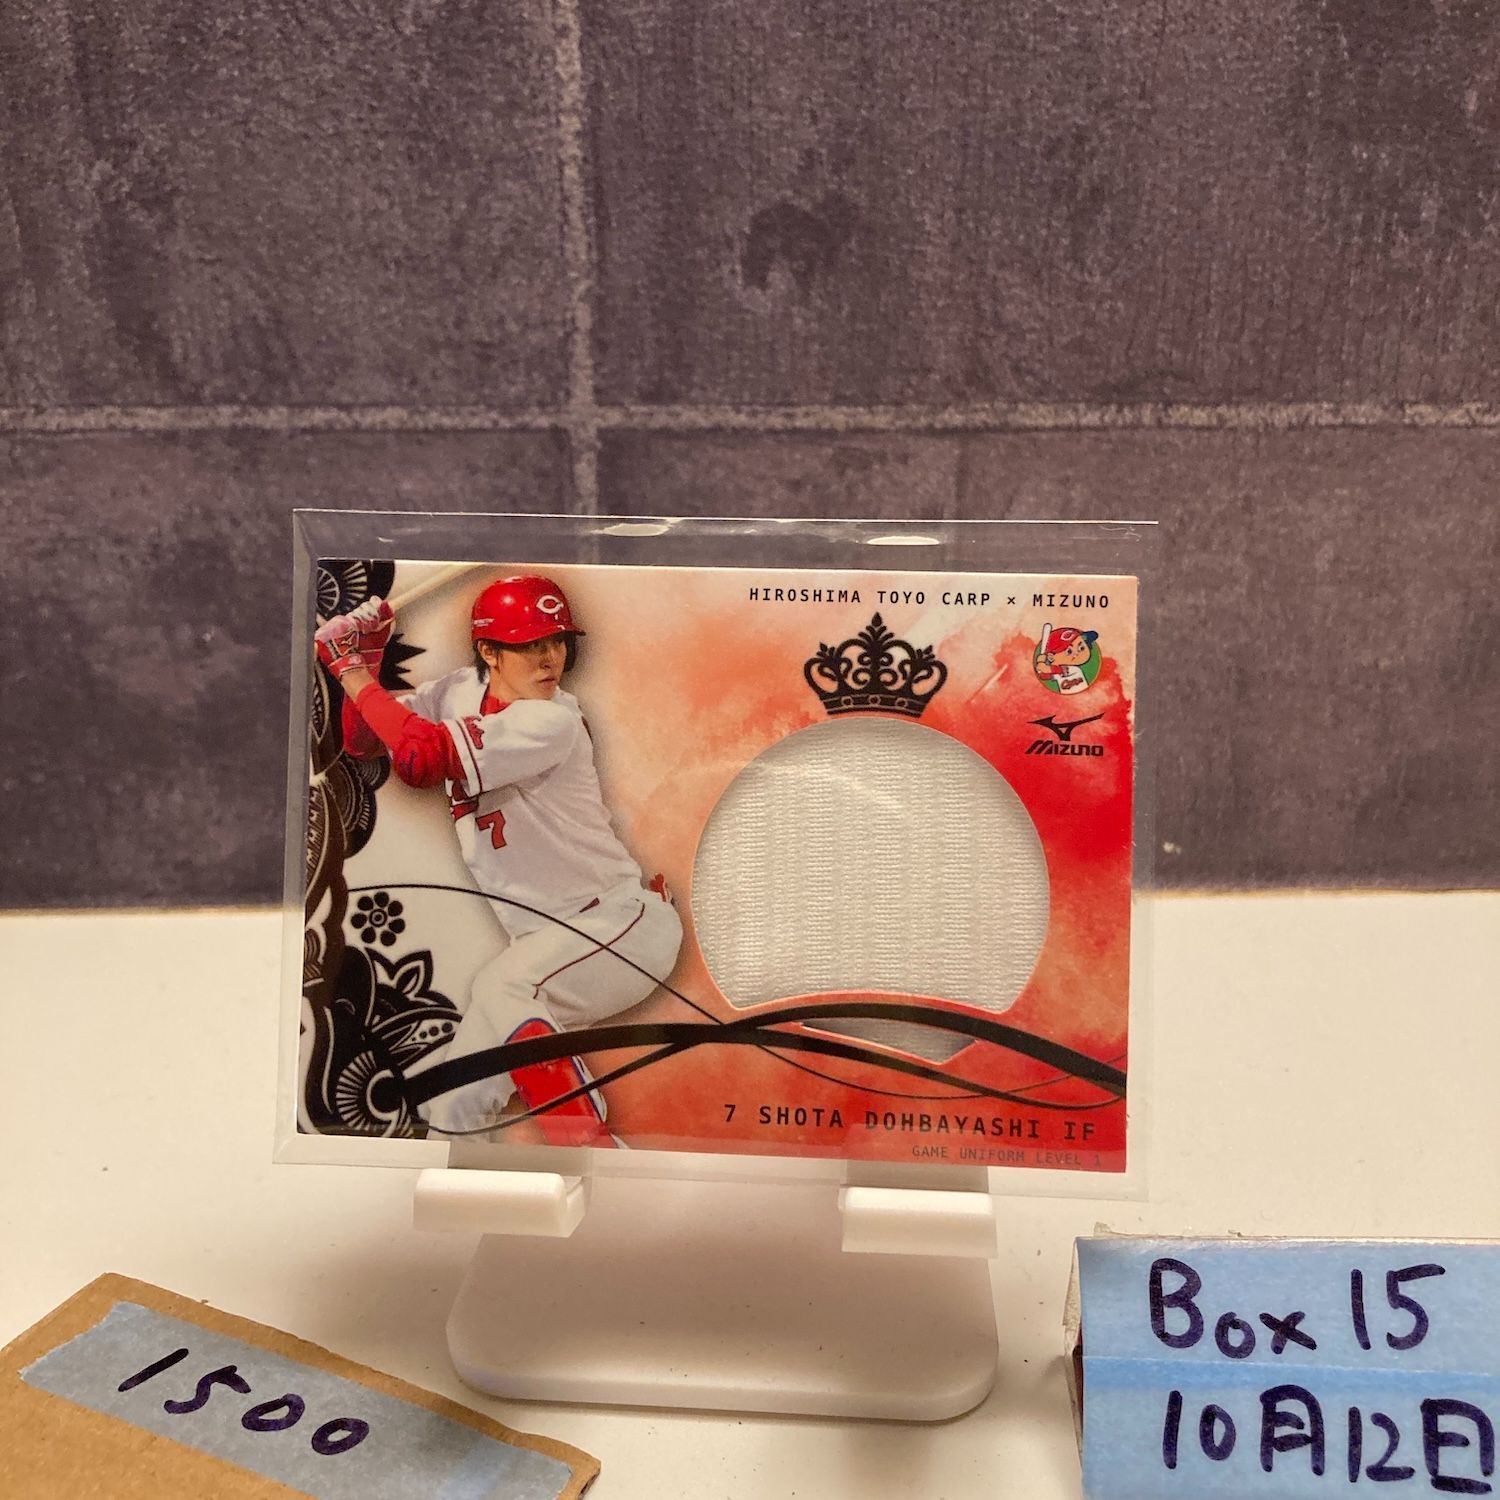 HIROSHIMA TOYO CARP × MIZUNO
MIZUNO
7
7 SHOTA DOHBAYASHI IF
GAME UNIFORM LEVEL 1
1500
Box 15
10月12日